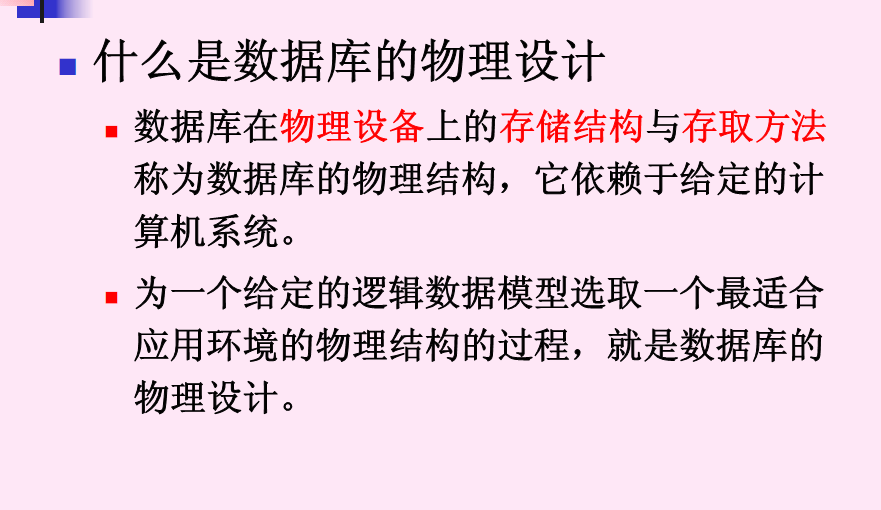 什么是数据库的物理设计
数据库在物理设备上的存储结构与存取方法
称为数据库的物理结构，它依赖于给定的计
算机系统。
为一个给定的逻辑数据模型选取一个最适合
应用环境的物理结构的过程，就是数据库的
物理设计。